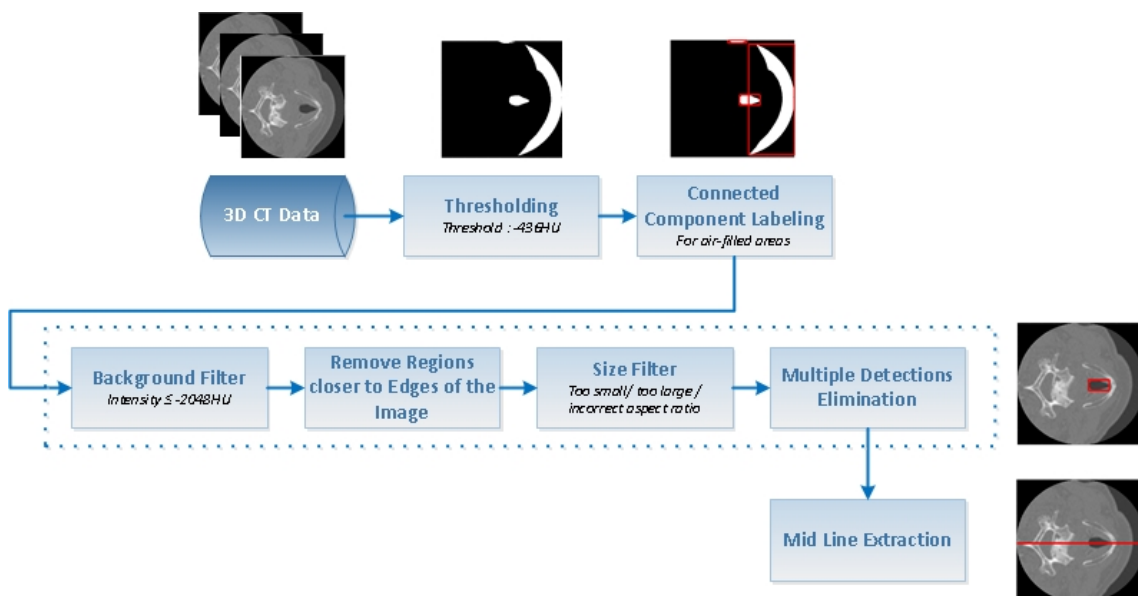 3D CT Data
Thresholding
Threshold : -436HU
Connected
Component Labeling
For air-filled areas
Background Filter
Intensity ≤ -2048HU
Remove Regions
closer to Edges of the
Image
Size Filter
Too small/ too large /
incorrect aspect ratio
Multiple Detections
Elimination
Mid Line Extraction